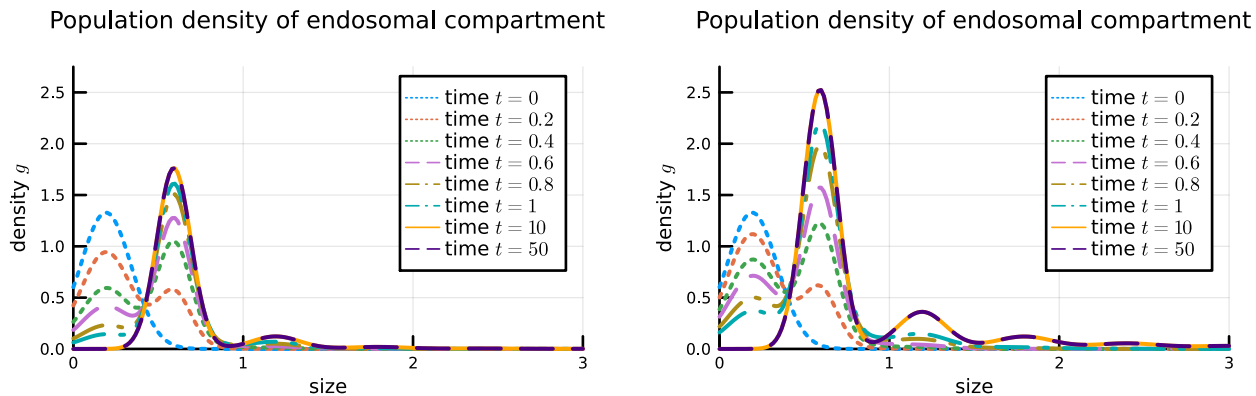 Population density of endosomal compartment
density g
2.5
2.0
1.5
1.0
0.5
0.0
0
1
2
3
size
time t = 0
time t = 0.2
time t = 0.4
time t = 0.6
time t = 0.8
time t = 1
time t = 10
time t = 50
Population density of endosomal compartment
density g
2.5
2.0
1.5
1.0
0.5
0.0
0
1
2
3
size
time t = 0
time t = 0.2
time t = 0.4
time t = 0.6
time t = 0.8
time t = 1
time t = 10
time t = 50